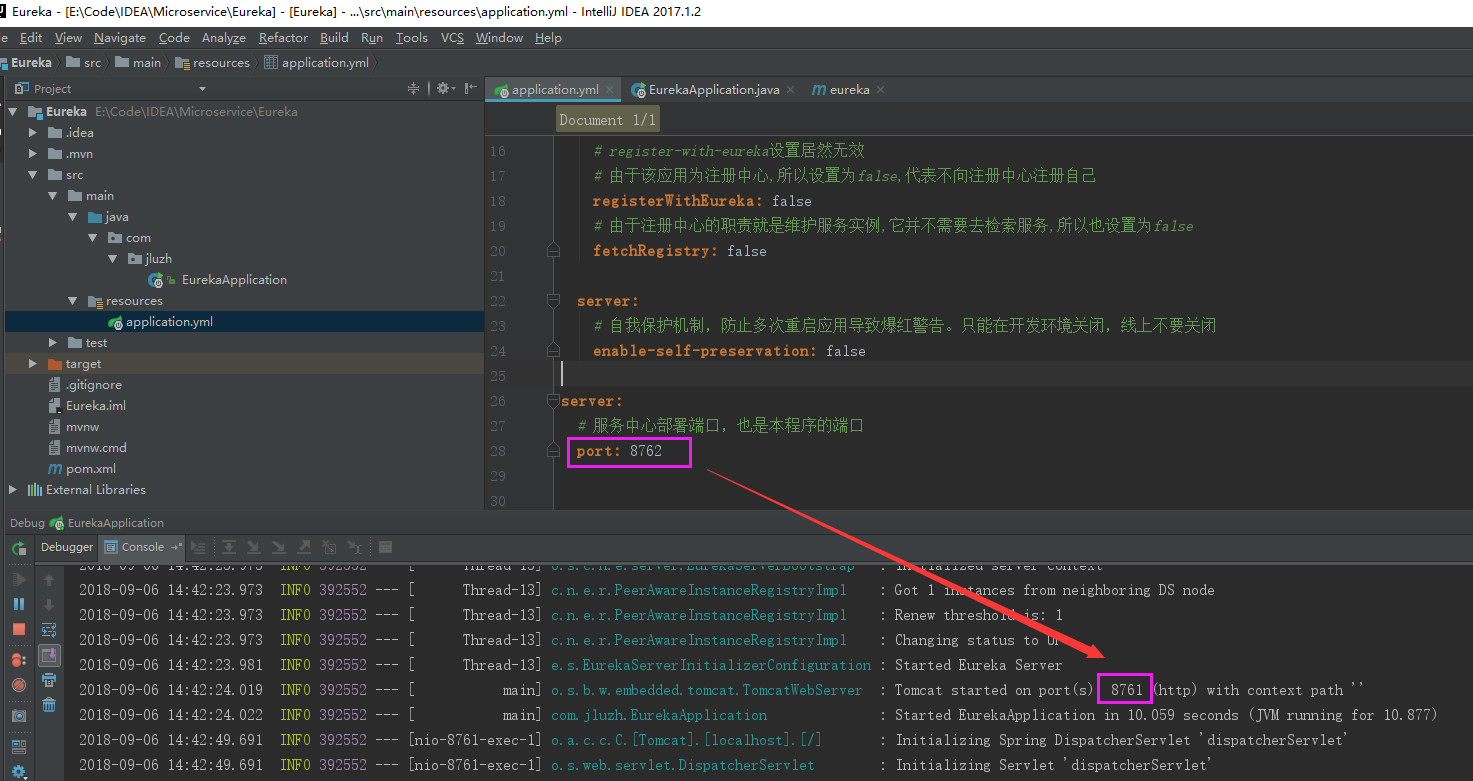 Eureka - [E:\Code\IDEA\Microservice\Eureka] - [Eureka] - ...\src\main\resources\application.yml - IntelliJ IDEA 2017.1.2
Edit View Navigate Code Analyze Refactor Build Run Tools VCS Window Help
Eureka src main resources application.yml
Project
application.yml EurekaApplication.java eureka
Eureka E:\Code\IDEA\Microservice\Eureka
.idea
.mvn
src
main
java
com
jluzh
EurekaApplication
resources
application.yml
test
target
.gitignore
Eureka.iml
mvnw
mvnw.cmd
pom.xml
External Libraries
Document 1/1
16 # register-with-eureka设置居然无效
17 # 由于该应用为注册中心,所以设置为false,代表不向注册中心注册自己
18 registerWithEureka: false
19 # 由于注册中心的职责就是维护服务实例,它并不需要去检索服务,所以也设置为false
20 fetchRegistry: false
21
22 server:
23 # 自我保护机制，防止多次重启应用导致爆红警告。只能在开发环境关闭，线上不要关闭
24 enable-self-preservation: false
25
26 server:
27 # 服务中心部署端口，也是本程序的端口
28 port: 8762
29
30
Debug EurekaApplication
Debugger Console
2018-09-06 14:42:23.973 INFO 392552 --- [ Thread-13] o.s.c.n.e.server.EurekaServerBootstrap : Initialized server context
2018-09-06 14:42:23.973 INFO 392552 --- [ Thread-13] c.n.e.r.PeerAwareInstanceRegistryImpl : Got 1 instances from neighboring DS node
2018-09-06 14:42:23.973 INFO 392552 --- [ Thread-13] c.n.e.r.PeerAwareInstanceRegistryImpl : Renew threshold is: 1
2018-09-06 14:42:23.973 INFO 392552 --- [ Thread-13] c.n.e.r.PeerAwareInstanceRegistryImpl : Changing status to UP
2018-09-06 14:42:23.981 INFO 392552 --- [ Thread-13] e.s.EurekaServerInitializerConfiguration : Started Eureka Server
2018-09-06 14:42:24.019 INFO 392552 --- [ main] o.s.b.w.embedded.tomcat.TomcatWebServer : Tomcat started on port(s) 8761 (http) with context path ''
2018-09-06 14:42:24.022 INFO 392552 --- [ main] com.jluzh.EurekaApplication : Started EurekaApplication in 10.059 seconds (JVM running for 10.877)
2018-09-06 14:42:49.691 INFO 392552 --- [nio-8761-exec-1] o.a.c.c.C.[Tomcat].[localhost].[/] : Initializing Spring DispatcherServlet 'dispatcherServlet'
2018-09-06 14:42:49.691 INFO 392552 --- [nio-8761-exec-1] o.s.web.servlet.DispatcherServlet : Initializing Servlet 'dispatcherServlet'